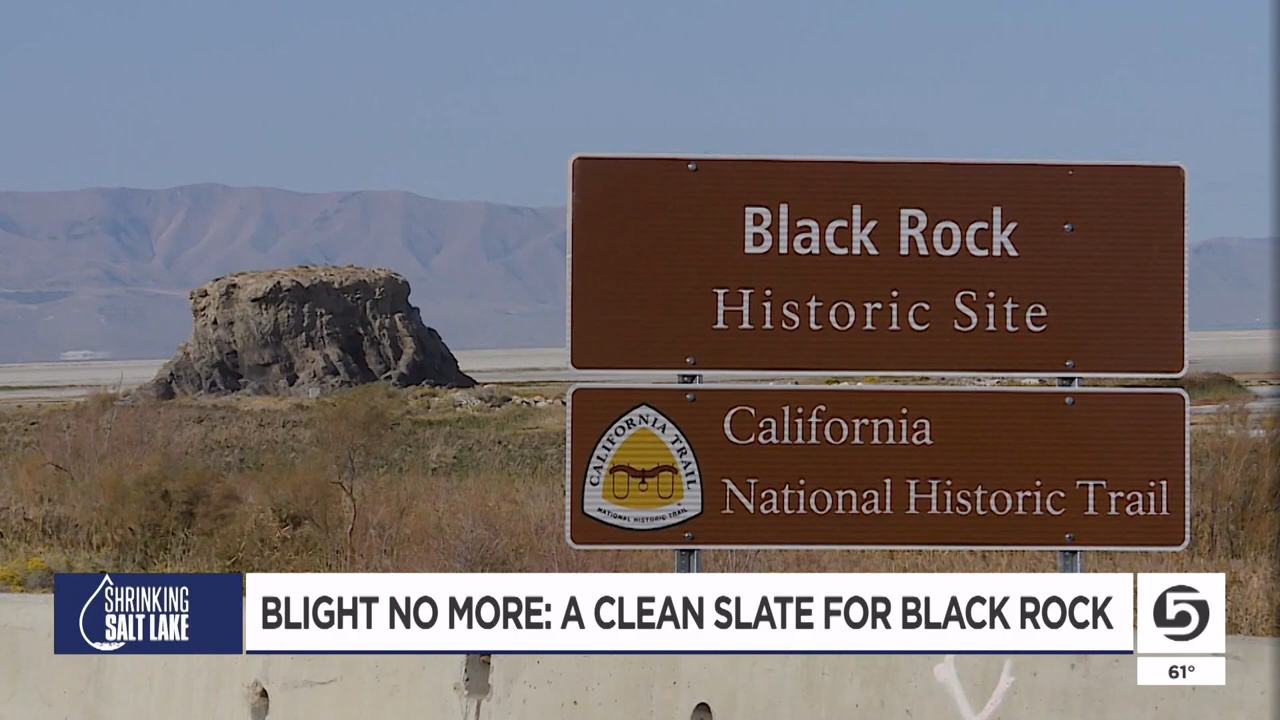 Black Rock
Historic Site
CALIFORNIA TRAIL
NATIONAL HISTORIC TRAIL
California
National Historic Trail
SHRINKING
SALT LAKE
BLIGHT NO MORE: A CLEAN SLATE FOR BLACK ROCK
5
61°